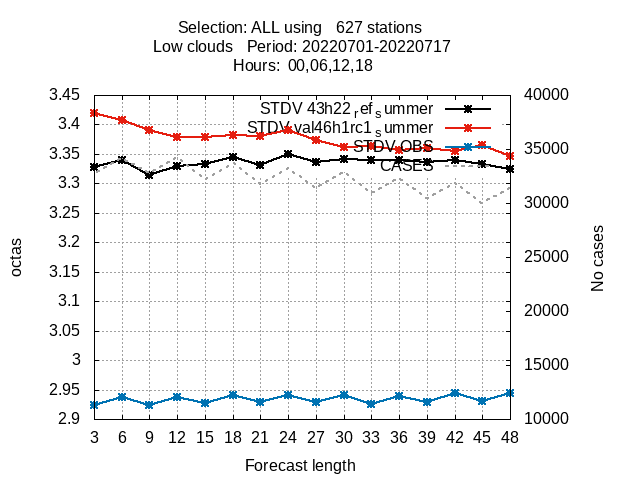 Selection: ALL using   627 stations
Low clouds   Period: 20220701-20220717
Hours:  00,06,12,18
3.45
3.4
3.35
3.3
3.25
3.2
3.15
3.1
3.05
3
2.95
2.9
octas
STDV 43h22_ref_summer
STDV val46h1rc1_summer
STDV OBS
CASES
40000
35000
30000
25000
20000
15000
10000
No cases
3 6 9 12 15 18 21 24 27 30 33 36 39 42 45 48
Forecast length